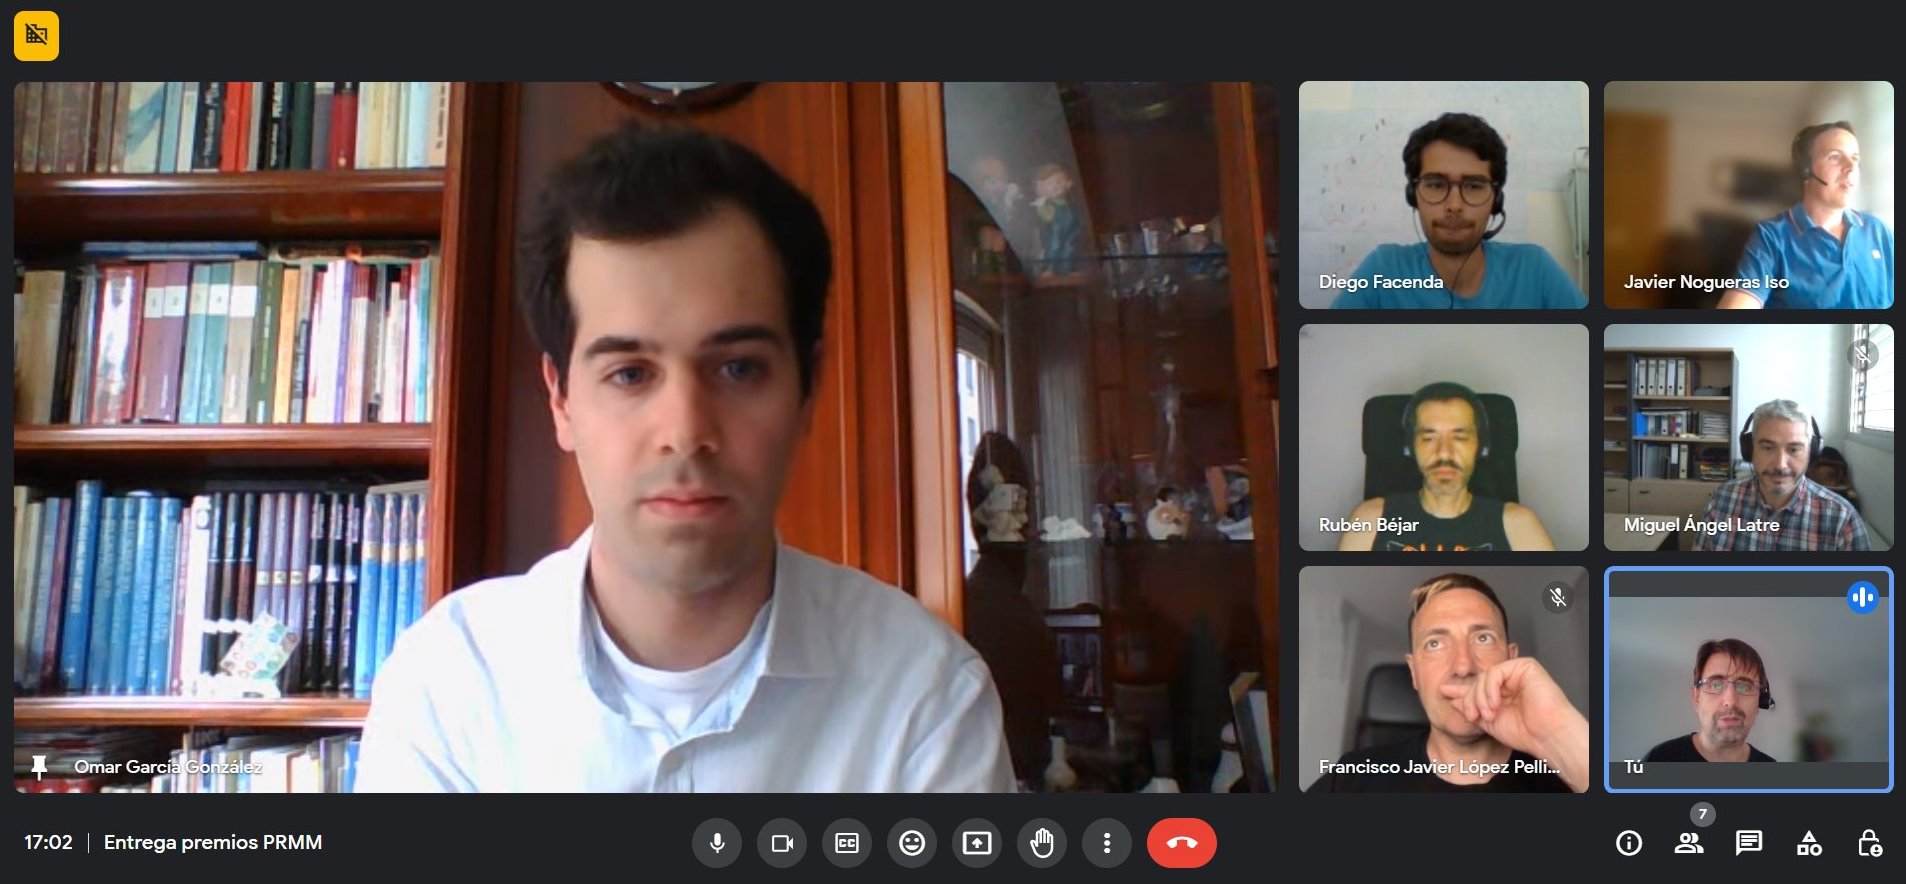 Diego Facenda
Javier Nogueras Iso
Rubén Béjar
Miguel Ángel Latre
Omar García González
Francisco Javier López Pelli...
Tú
17:02 | Entrega premios PRMM
CC
7